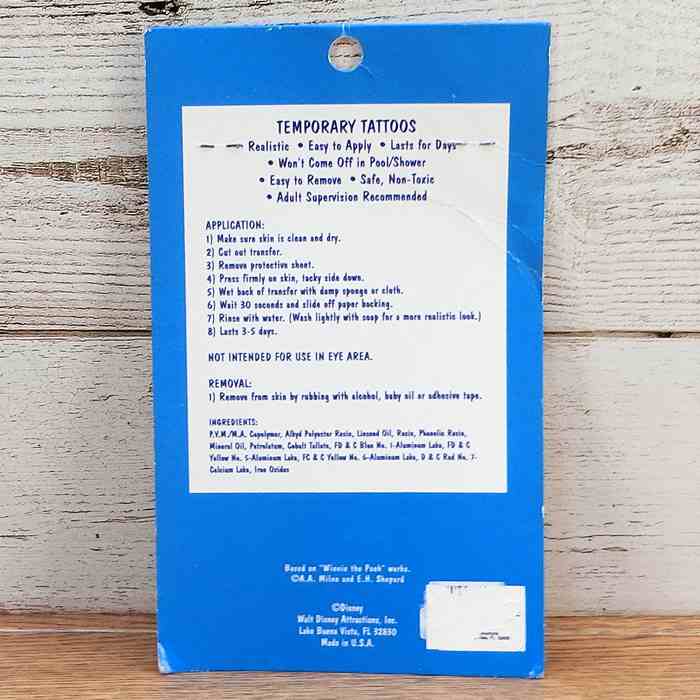 TEMPORARY TATTOOS
Realistic • Easy to Apply • Lasts for Days
• Won't Come Off in Pool/Shower
• Easy to Remove • Safe, Non-Toxic
• Adult Supervision Recommended
APPLICATION:
1) Make sure skin is clean and dry.
2) Cut out transfer.
3) Remove protective sheet.
4) Press firmly on skin, tacky side down.
5) Wet back of transfer with damp sponge or cloth.
6) Wait 30 seconds and slide off paper backing.
7) Rinse with water. (Wash lightly with soap for a more realistic look.)
8) Lasts 3-5 days.
NOT INTENDED FOR USE IN EYE AREA.
REMOVAL:
1) Remove from skin by rubbing with alcohol, baby oil or adhesive tape.
INGREDIENTS:
P.Y.M./M.A. Copolymer, Alkyd Polyester Resin, Linseed Oil, Rosin, Phenolic Resin,
Mineral Oil, Petrolatum, Cobalt Tallate, FD & C Blue No. 1-Aluminum Lake, FD & C
Yellow No. 5-Aluminum Lake, FC & C Yellow No. 6-Aluminum Lake, D & C Red No. 7-
Calcium Lake, Iron Oxides
Based on "Winnie the Pooh" works.
©A.A. Milne and E.H. Shepard
©Disney
Walt Disney Attractions, Inc.
Lake Buena Vista, FL 32830
Made in U.S.A.